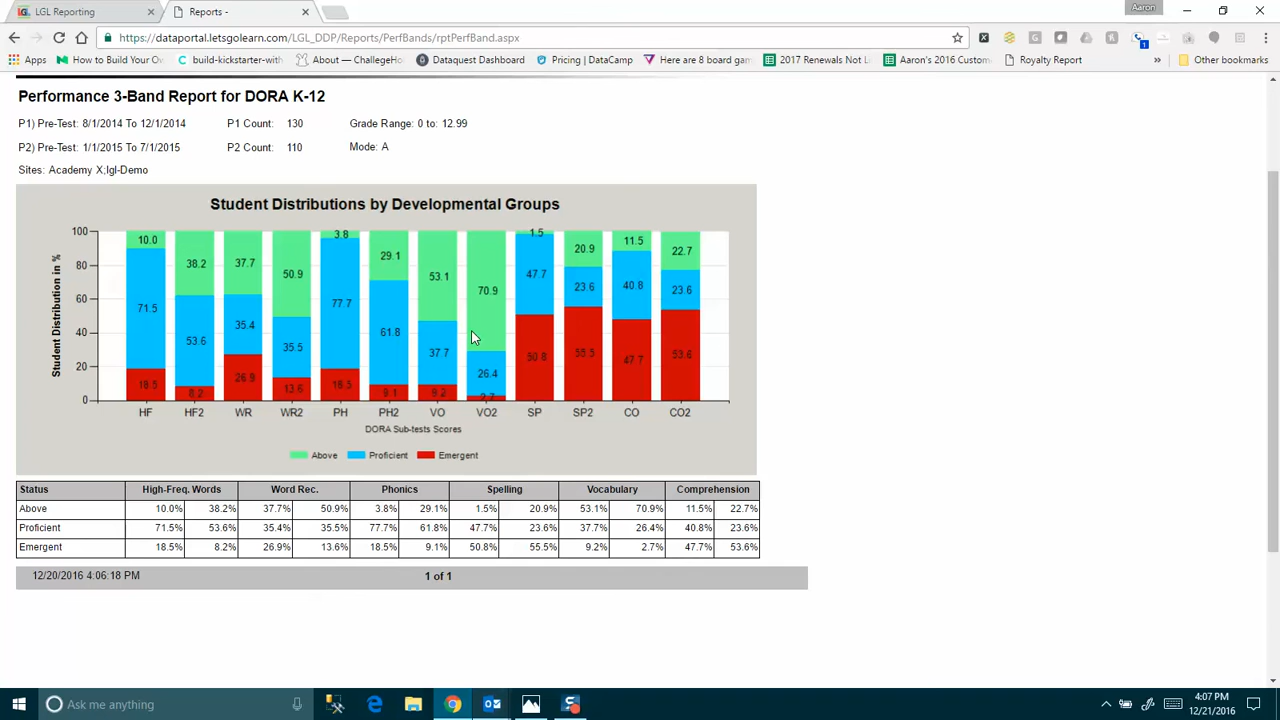 LGL Reporting
Reports -
Aaron
https://dataportal.letsgolearn.com/LGL_DDP/Reports/PerfBands/rptPerfBand.aspx
Apps
How to Build Your Ow
build-kickstarter-with
About — ChallegeHo
Dataquest Dashboard
Pricing | DataCamp
Here are 8 board gam
2017 Renewals Not L
Aaron's 2016 Custom
Royalty Report
»
Other bookmarks
Performance 3-Band Report for DORA K-12
P1) Pre-Test: 8/1/2014 To 12/1/2014 P1 Count: 130 Grade Range: 0 to: 12.99
P2) Pre-Test: 1/1/2015 To 7/1/2015 P2 Count: 110 Mode: A
Sites: Academy X;lgl-Demo
Student Distributions by Developmental Groups
Student Distribution in %
100
80
60
40
20
0
10.0 38.2 37.7 50.9 3.8 29.1 53.1 70.9 1.5 20.9 11.5 22.7
71.5 53.6 35.4 35.5 77.7 61.8 37.7 26.4 47.7 23.6 40.8 23.6
18.5 8.2 26.9 13.6 18.5 9.1 9.2 2.7 50.8 55.5 47.7 53.6
HF HF2 WR WR2 PH PH2 VO VO2 SP SP2 CO CO2
DORA Sub-tests Scores
Above Proficient Emergent
Status High-Freq. Words Word Rec. Phonics Spelling Vocabulary Comprehension
Above 10.0% 38.2% 37.7% 50.9% 3.8% 29.1% 1.5% 20.9% 53.1% 70.9% 11.5% 22.7%
Proficient 71.5% 53.6% 35.4% 35.5% 77.7% 61.8% 47.7% 23.6% 37.7% 26.4% 40.8% 23.6%
Emergent 18.5% 8.2% 26.9% 13.6% 18.5% 9.1% 50.8% 55.5% 9.2% 2.7% 47.7% 53.6%
12/20/2016 4:06:18 PM 1 of 1
Ask me anything
4:07 PM
12/21/2016